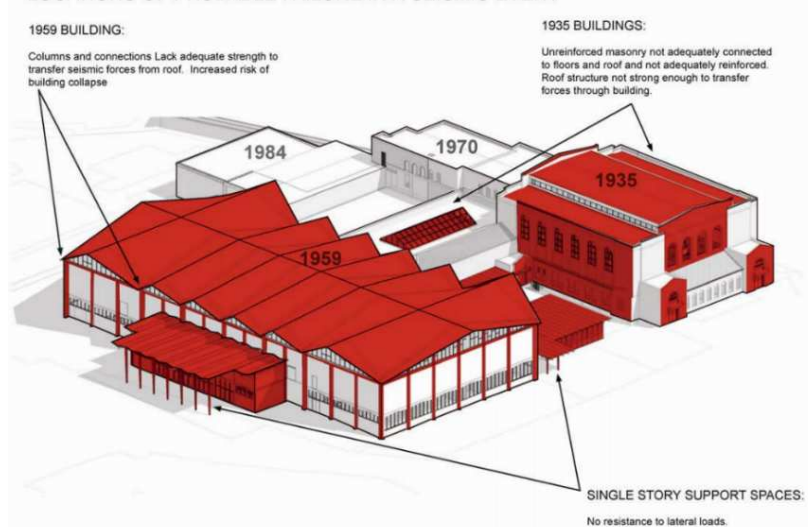 1959 BUILDING:
Columns and connections Lack adequate strength to
transfer seismic forces from roof. Increased risk of
building collapse
1935 BUILDINGS:
Unreinforced masonry not adequately connected
to floors and roof and not adequately reinforced.
Roof structure not strong enough to transfer
forces through building.
1984
1970
1935
1959
SINGLE STORY SUPPORT SPACES:
No resistance to lateral loads.